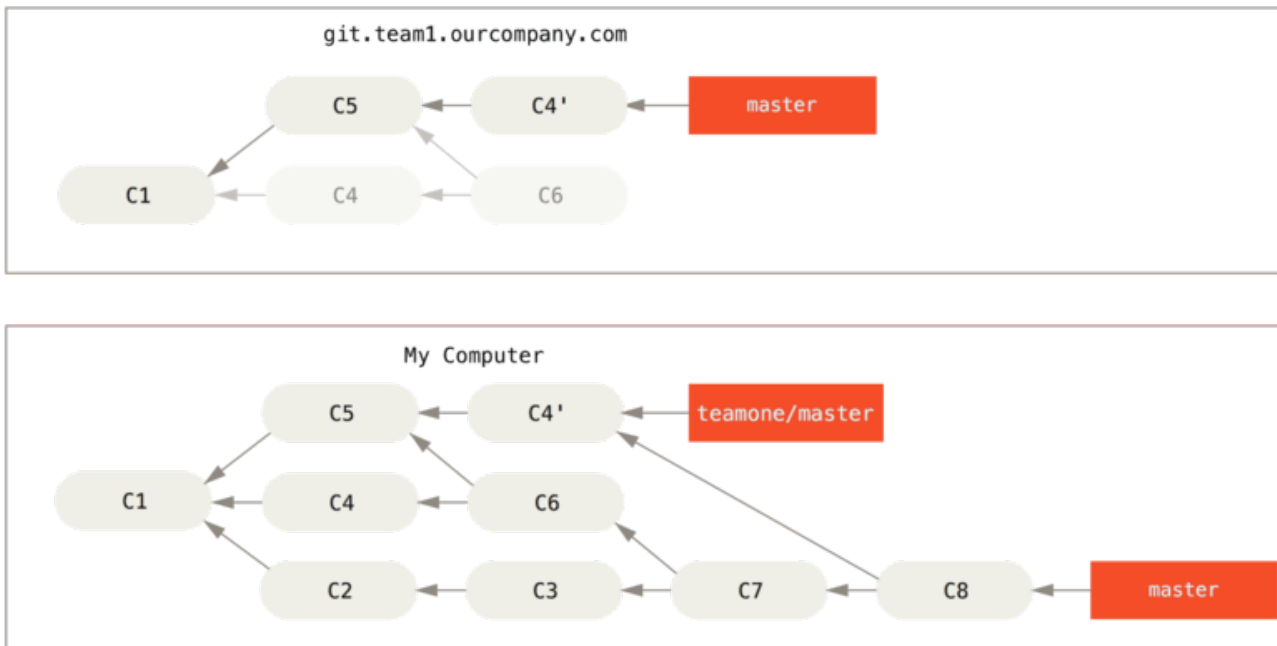 git.team1.ourcompany.com
C5 C4' master
C1 C4 C6
My Computer
C5 C4' teamone/master
C1 C4 C6
C2 C3 C7 C8 master